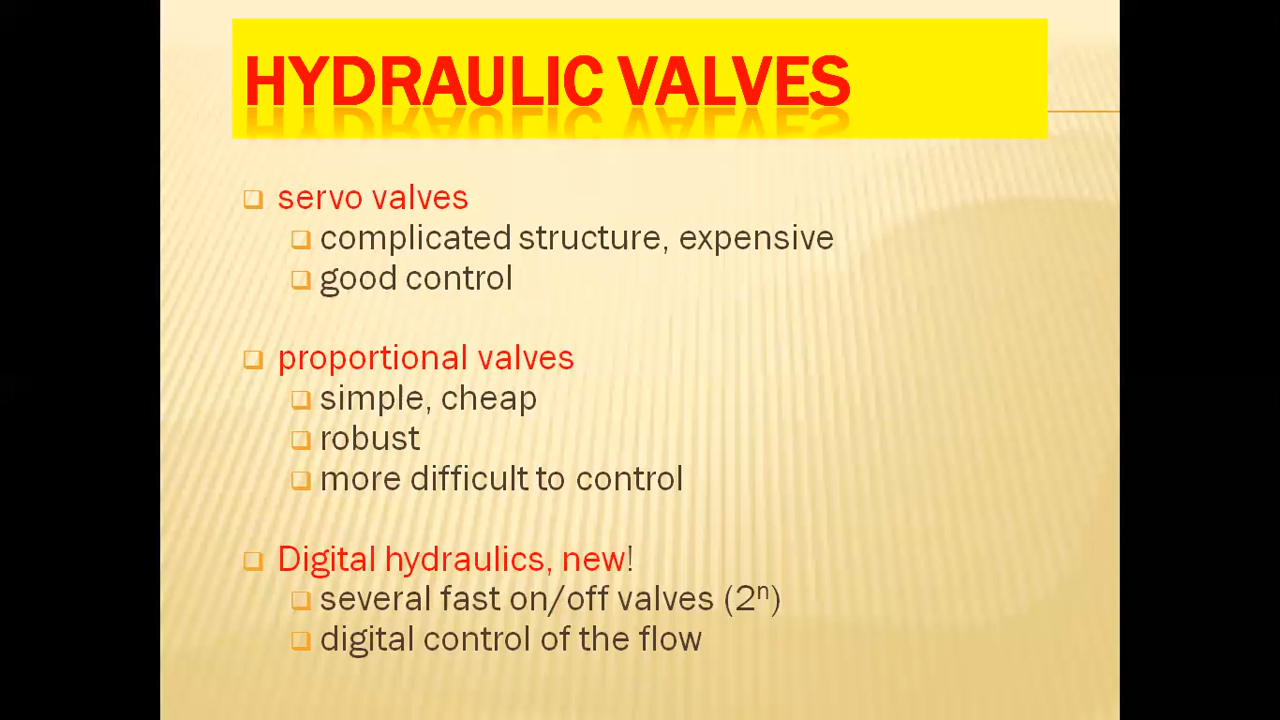 HYDRAULIC VALVES
servo valves
complicated structure, expensive
good control
proportional valves
simple, cheap
robust
more difficult to control
Digital hydraulics, new!
several fast on/off valves (2ⁿ)
digital control of the flow